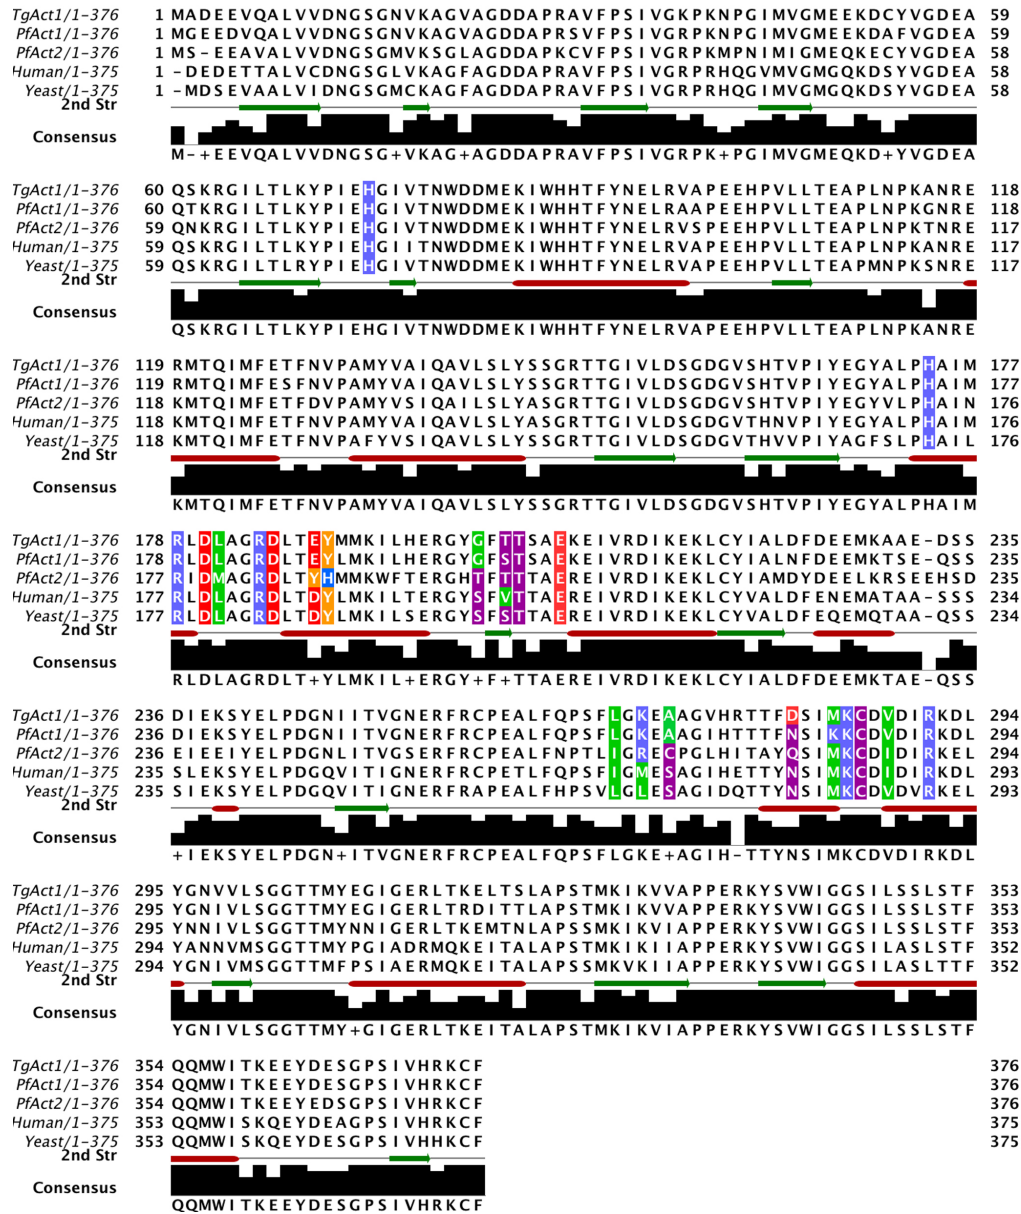 TgAct1/1-376 1 MADEEVQALVVDNGSGNVKAGVAGDDAPRAVFPSIVGKPKNPGIMVGMEEKDCYVGDEA 59
PfAct1/1-376 1 MGEEDVQALVVDNGSGNVKAGVAGDDAPRSVFPSIVGRPKNPGIMVGMEEKDAFVGDEA 59
PfAct2/1-376 1 MS-EEAVALVVDNGSGMVKSGLAGDDAPKCVFPSIVGRPKMPNIMIGMEQKECYVGDEA 58
Human/1-375 1 -DEDETTALVCDNGSGLVKAGFAGDDAPRAVFPSIVGRPRHQGVMVGMGQKDSYVGDEA 58
Yeast/1-375 1 -MDSEVAALVIDNGSGMCKAGFAGDDAPRAVFPSIVGRPRHQGIMVGMGQKDSYVGDEA 58
2nd Str
Consensus
M-+EEVQALVVDNGSG+VKAG+AGDDAPRAVFPSIVGRPK+PGIMVGMEQKD+YVGDEA
TgAct1/1-376 60 QSKRGILTLKYPIEHGIVTNWDDMEKIWHHTFYNELRVAPEEHPVLLTEAPLNPKANRE 118
PfAct1/1-376 60 QTKRGILTLKYPIEHGIVTNWDDMEKIWHHTFYNELRAAPEEHPVLLTEAPLNPKGNRE 118
PfAct2/1-376 59 QNKRGILTLKYPIEHGIVTNWDDMEKIWHHTFYNELRVSPEEHPVLLTEAPLNPKTNRE 117
Human/1-375 59 QSKRGILTLKYPIEHGIITNWDDMEKIWHHTFYNELRVAPEEHPVLLTEAPLNPKANRE 117
Yeast/1-375 59 QSKRGILTLRYPIEHGIVTNWDDMEKIWHHTFYNELRVAPEEHPVLLTEAPMNPKSNRE 117
2nd Str
Consensus
QSKRGILTLKYPIEHGIVTNWDDMEKIWHHTFYNELRVAPEEHPVLLTEAPLNPKANRE
TgAct1/1-376 119 RMTQIMFETFNVPAMYVAIQAVLSLYSSGRTTGIVLDSGDGVSHTVPIYEGYALPHAIM 177
PfAct1/1-376 119 RMTQIMFESFNVPAMYVAIQAVLSLYSSGRTTGIVLDSGDGVSHTVPIYEGYALPHAIM 177
PfAct2/1-376 118 KMTQIMFETFDVPAMYVSIQAILSLYASGRTTGIVLDSGDGVSHTVPIYEGYVLPHAIN 176
Human/1-375 118 KMTQIMFETFNVPAMYVAIQAVLSLYASGRTTGIVLDSGDGVTHNVPIYEGYALPHAIM 176
Yeast/1-375 118 KMTQIMFETFNVPAFYVSIQAVLSLYSSGRTTGIVLDSGDGVTHVVPIYAGFSLPHAIL 176
2nd Str
Consensus
KMTQIMFETFNVPAMYVAIQAVLSLYSSGRTTGIVLDSGDGVSHTVPIYEGYALPHAIM
TgAct1/1-376 178 RLDLAGRDLTEYMMKILHERGYGFTTSAEKEIVRDIKEKLCYIALDFDEEMKAAE-DSS 235
PfAct1/1-376 178 RLDLAGRDLTEYLMKILHERGYGFSTSAEKEIVRDIKEKLCYIALNFDEEMKTSE-QSS 235
PfAct2/1-376 177 RIDMAGRDLTYHMMKWFTERGHTFTTTAEREIVRDIKEKLCYIAMDYDEELKRSEEHSD 235
Human/1-375 177 RLDLAGRDLTDYLMKILTERGYSFVTTAEREIVRDIKEKLCYVALDFENEMATAA-SSS 234
Yeast/1-375 177 RIDLAGRDLTDYLMKILSERGYSFSTTAEREIVRDIKEKLCYVALDFEQEMQTAA-QSS 234
2nd Str
Consensus
RLDLAGRDLT+YLMKIL+ERGY+F+TTAEREIVRDIKEKLCYIALDFDEEMKTAE-QSS
TgAct1/1-376 236 DIEKSYELPDGNIITVGNERFRCPEALFQPSFLGKEAAGVHRTTFDSIMKCDVDIRKDL 294
PfAct1/1-376 236 DIEKSYELPDGNIITVGNERFRCPEALFQPSFLGKEAAGIHTTTFNSIKKCDVDIRKDL 294
PfAct2/1-376 236 EIEEIYELPDGNLITVGSERFRCPEALFNPTLIGRECPGLHITAYQSIMKCDIDIRKEL 294
Human/1-375 235 SLEKSYELPDGQVITIGNERFRCPETLFQPSFIGMESAGIHETTYNSIMKCDIDIRKDL 293
Yeast/1-375 235 SIEKSYELPDGQVITIGNERFRAPEALFHPSVLGLESAGIDQTTYNSIMKCDVDVRKEL 293
2nd Str
Consensus
+IEKSYELPDGN+ITVGNERFRCPEALFQPSFLGKE+AGIH-TTYNSIMKCDVDIRKDL
TgAct1/1-376 295 YGNVVLSGGTTMYEGIGERLTKELTSLAPSTMKIKVVAPPERKYSVWIGGSILSSLSTF 353
PfAct1/1-376 295 YGNIVLSGGTTMYEGIGERLTRDITTLAPSTMKIKVVAPPERKYSVWIGGSILSSLSTF 353
PfAct2/1-376 295 YNNIVLSGGTTMYNNIGERLTKEMTNLAPSSMKIKVIAPPERKYSVWIGGSILSSLSTF 353
Human/1-375 294 YANNVMSGGTTMYPGIADRMQKEITALAPSTMKIKIIAPPERKYSVWIGGSILASLSTF 352
Yeast/1-375 294 YGNIVMSGGTTMFPSIAERMQKEITALAPSSMKVKIIAPPERKYSVWIGGSILASLTTF 352
2nd Str
Consensus
YGNIVLSGGTTMY+GIGERLTKEITALAPSTMKIKVIAPPERKYSVWIGGSILSSLSTF
TgAct1/1-376 354 QQMWITKEEYDESGPSIVHRKCF 376
PfAct1/1-376 354 QQMWITKEEYDESGPSIVHRKCF 376
PfAct2/1-376 354 QQMWITKEEYEDSGPSIVHRKCF 376
Human/1-375 353 QQMWISKQEYDEAGPSIVHRKCF 375
Yeast/1-375 353 QQMWISKQEYDESGPSIVHHKCF 375
2nd Str
Consensus
QQMWITKEEYDESGPSIVHRKCF